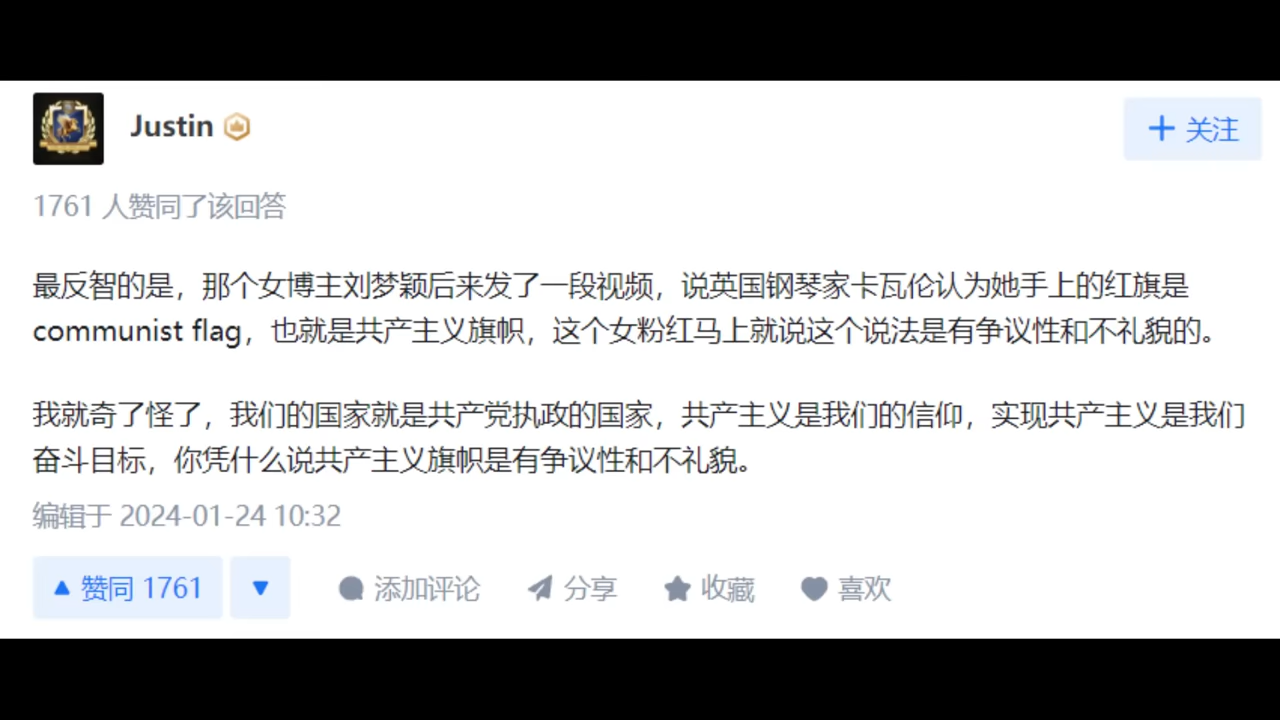 Justin
+ 关注
1761 人赞同了该回答
最反智的是，那个女博主刘梦颖后来发了一段视频，说英国钢琴家卡瓦伦认为她手上的红旗是
communist flag，也就是共产主义旗帜，这个女粉红马上就说这个说法是有争议性和不礼貌的。
我就奇了怪了，我们的国家就是共产党执政的国家，共产主义是我们的信仰，实现共产主义是我们
奋斗目标，你凭什么说共产主义旗帜是有争议性和不礼貌。
编辑于 2024-01-24 10:32
赞同 1761 添加评论 分享 收藏 喜欢